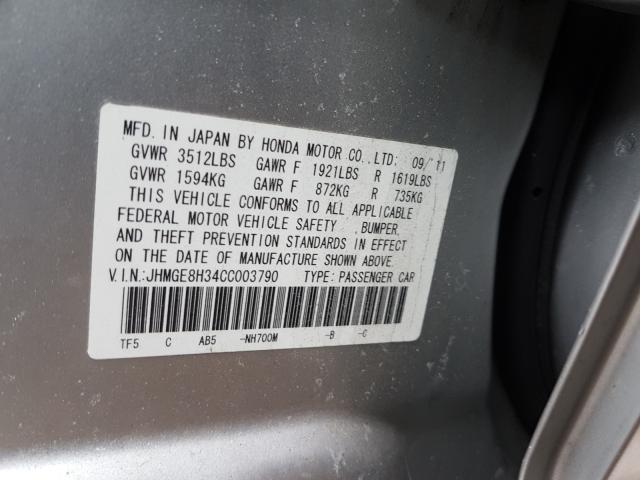 MFD. IN JAPAN BY HONDA MOTOR CO., LTD: 09/'11
GVWR 3512LBS GAWR F 1921LBS R 1619LBS
GVWR 1594KG GAWR F 872KG R 735KG
THIS VEHICLE CONFORMS TO ALL APPLICABLE
FEDERAL MOTOR VEHICLE SAFETY ,BUMPER,
AND THEFT PREVENTION STANDARDS IN EFFECT
ON THE DATE OF MANUFACTURE SHOWN ABOVE.
V.I.N:JHMGE8H34CC003790 TYPE: PASSENGER CAR
TF5 C AB5 -NH700M -B -C